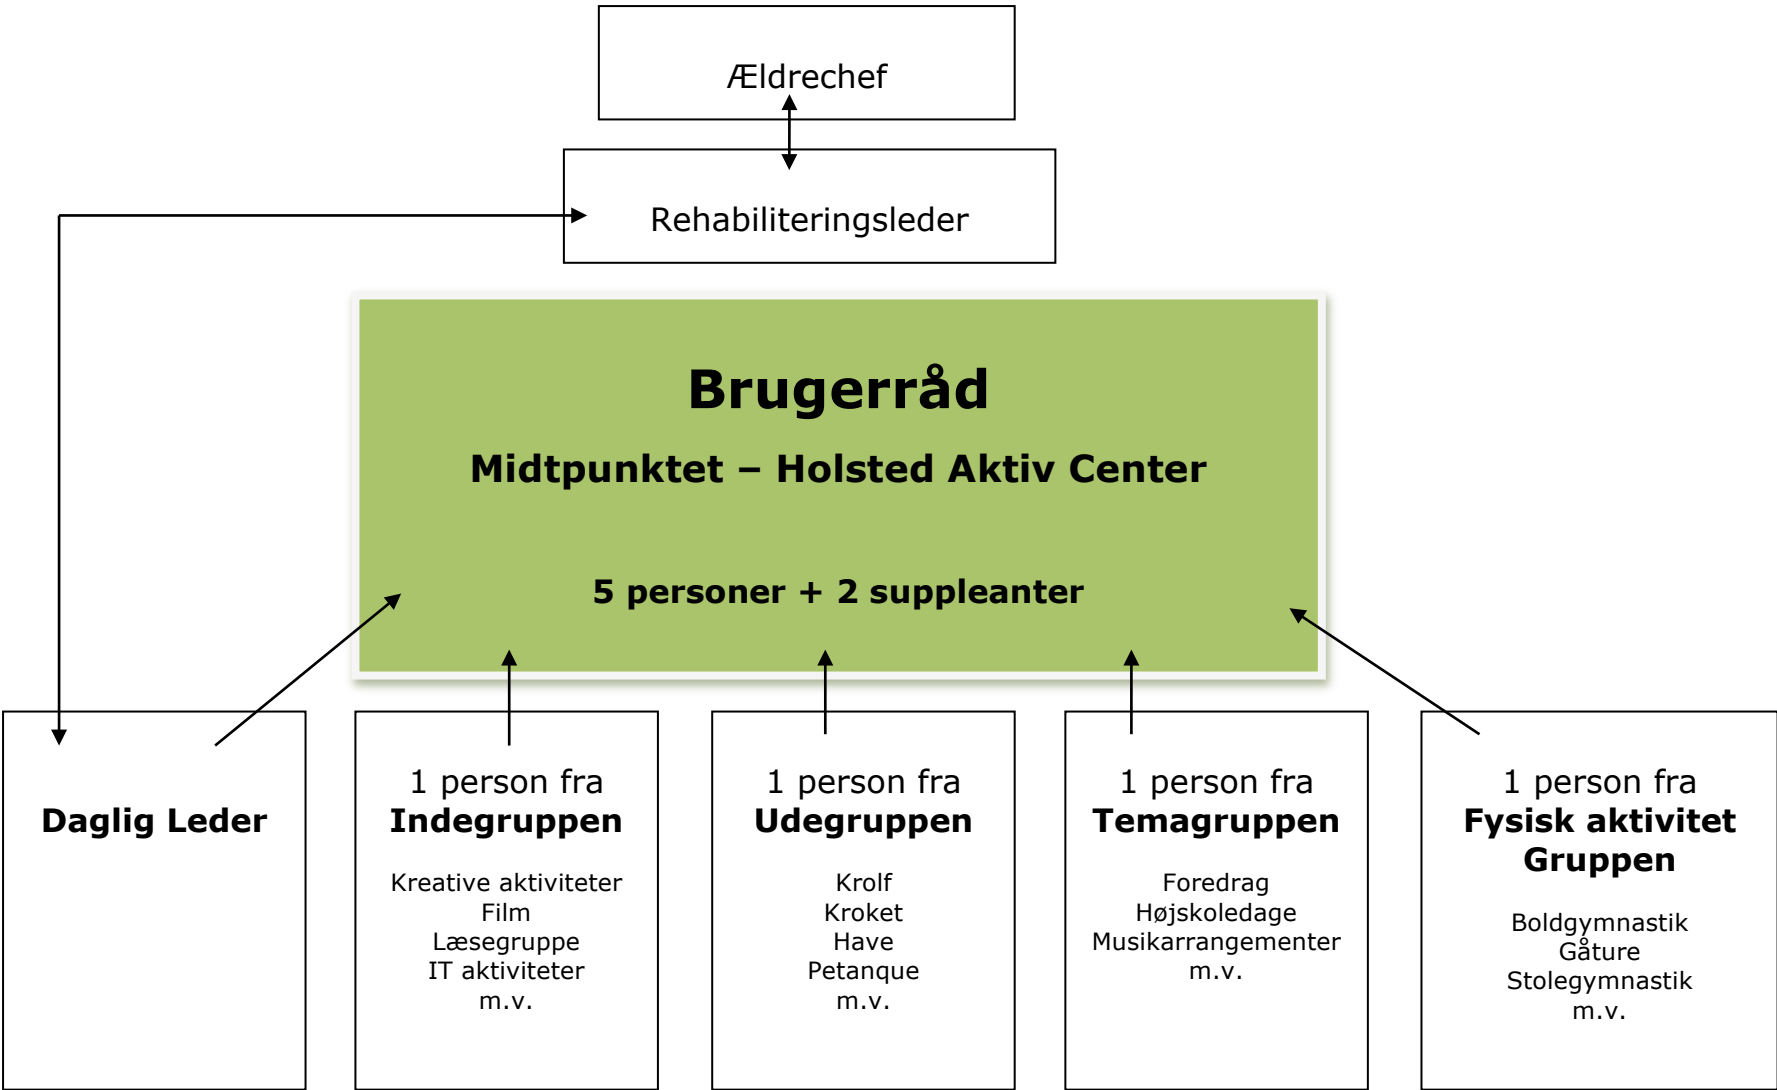 Ældrechef
Rehabiliteringsleder
Brugerråd
Midtpunktet – Holsted Aktiv Center
5 personer + 2 suppleanter
Daglig Leder
1 person fra
Indegruppen
Kreative aktiviteter
Film
Læsegruppe
IT aktiviteter
m.v.
1 person fra
Udegruppen
Krolf
Kroket
Have
Petanque
m.v.
1 person fra
Temagruppen
Foredrag
Højskoledage
Musikarrangementer
m.v.
1 person fra
Fysisk aktivitet
Gruppen
Boldgymnastik
Gåture
Stolegymnastik
m.v.